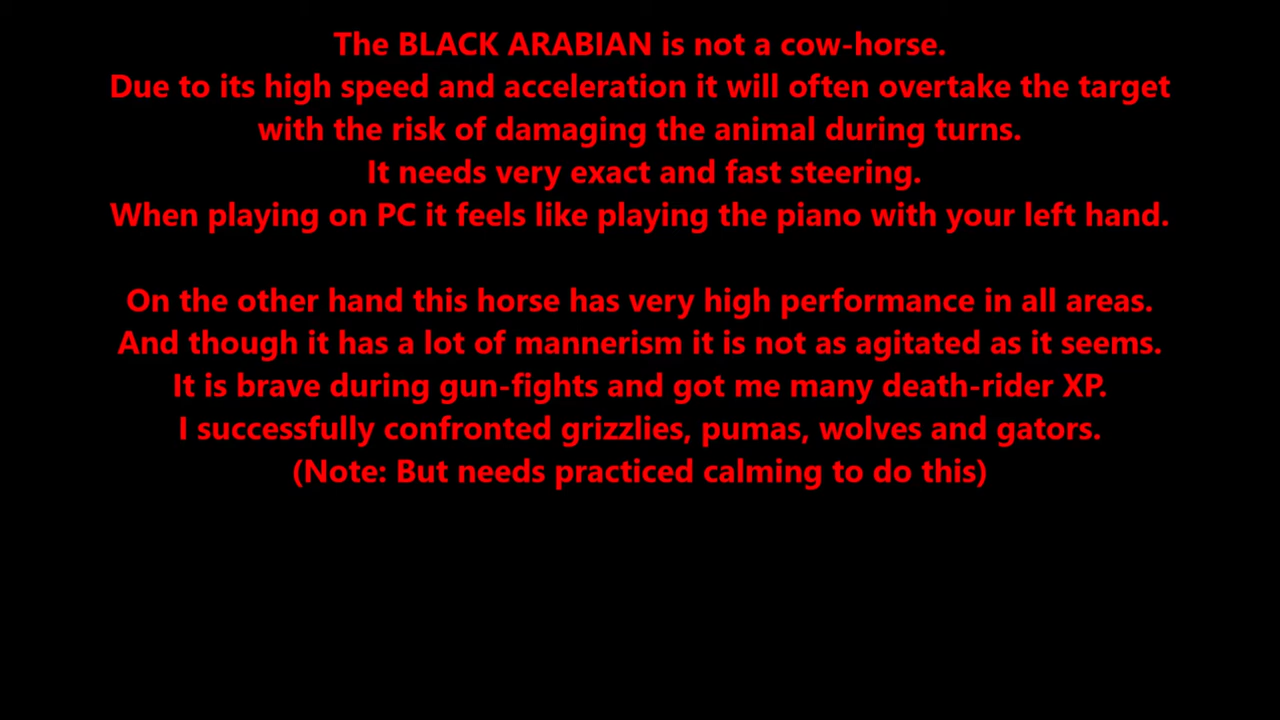 The BLACK ARABIAN is not a cow-horse.
Due to its high speed and acceleration it will often overtake the target
with the risk of damaging the animal during turns.
It needs very exact and fast steering.
When playing on PC it feels like playing the piano with your left hand.
On the other hand this horse has very high performance in all areas.
And though it has a lot of mannerism it is not as agitated as it seems.
It is brave during gun-fights and got me many death-rider XP.
I successfully confronted grizzlies, pumas, wolves and gators.
(Note: But needs practiced calming to do this)